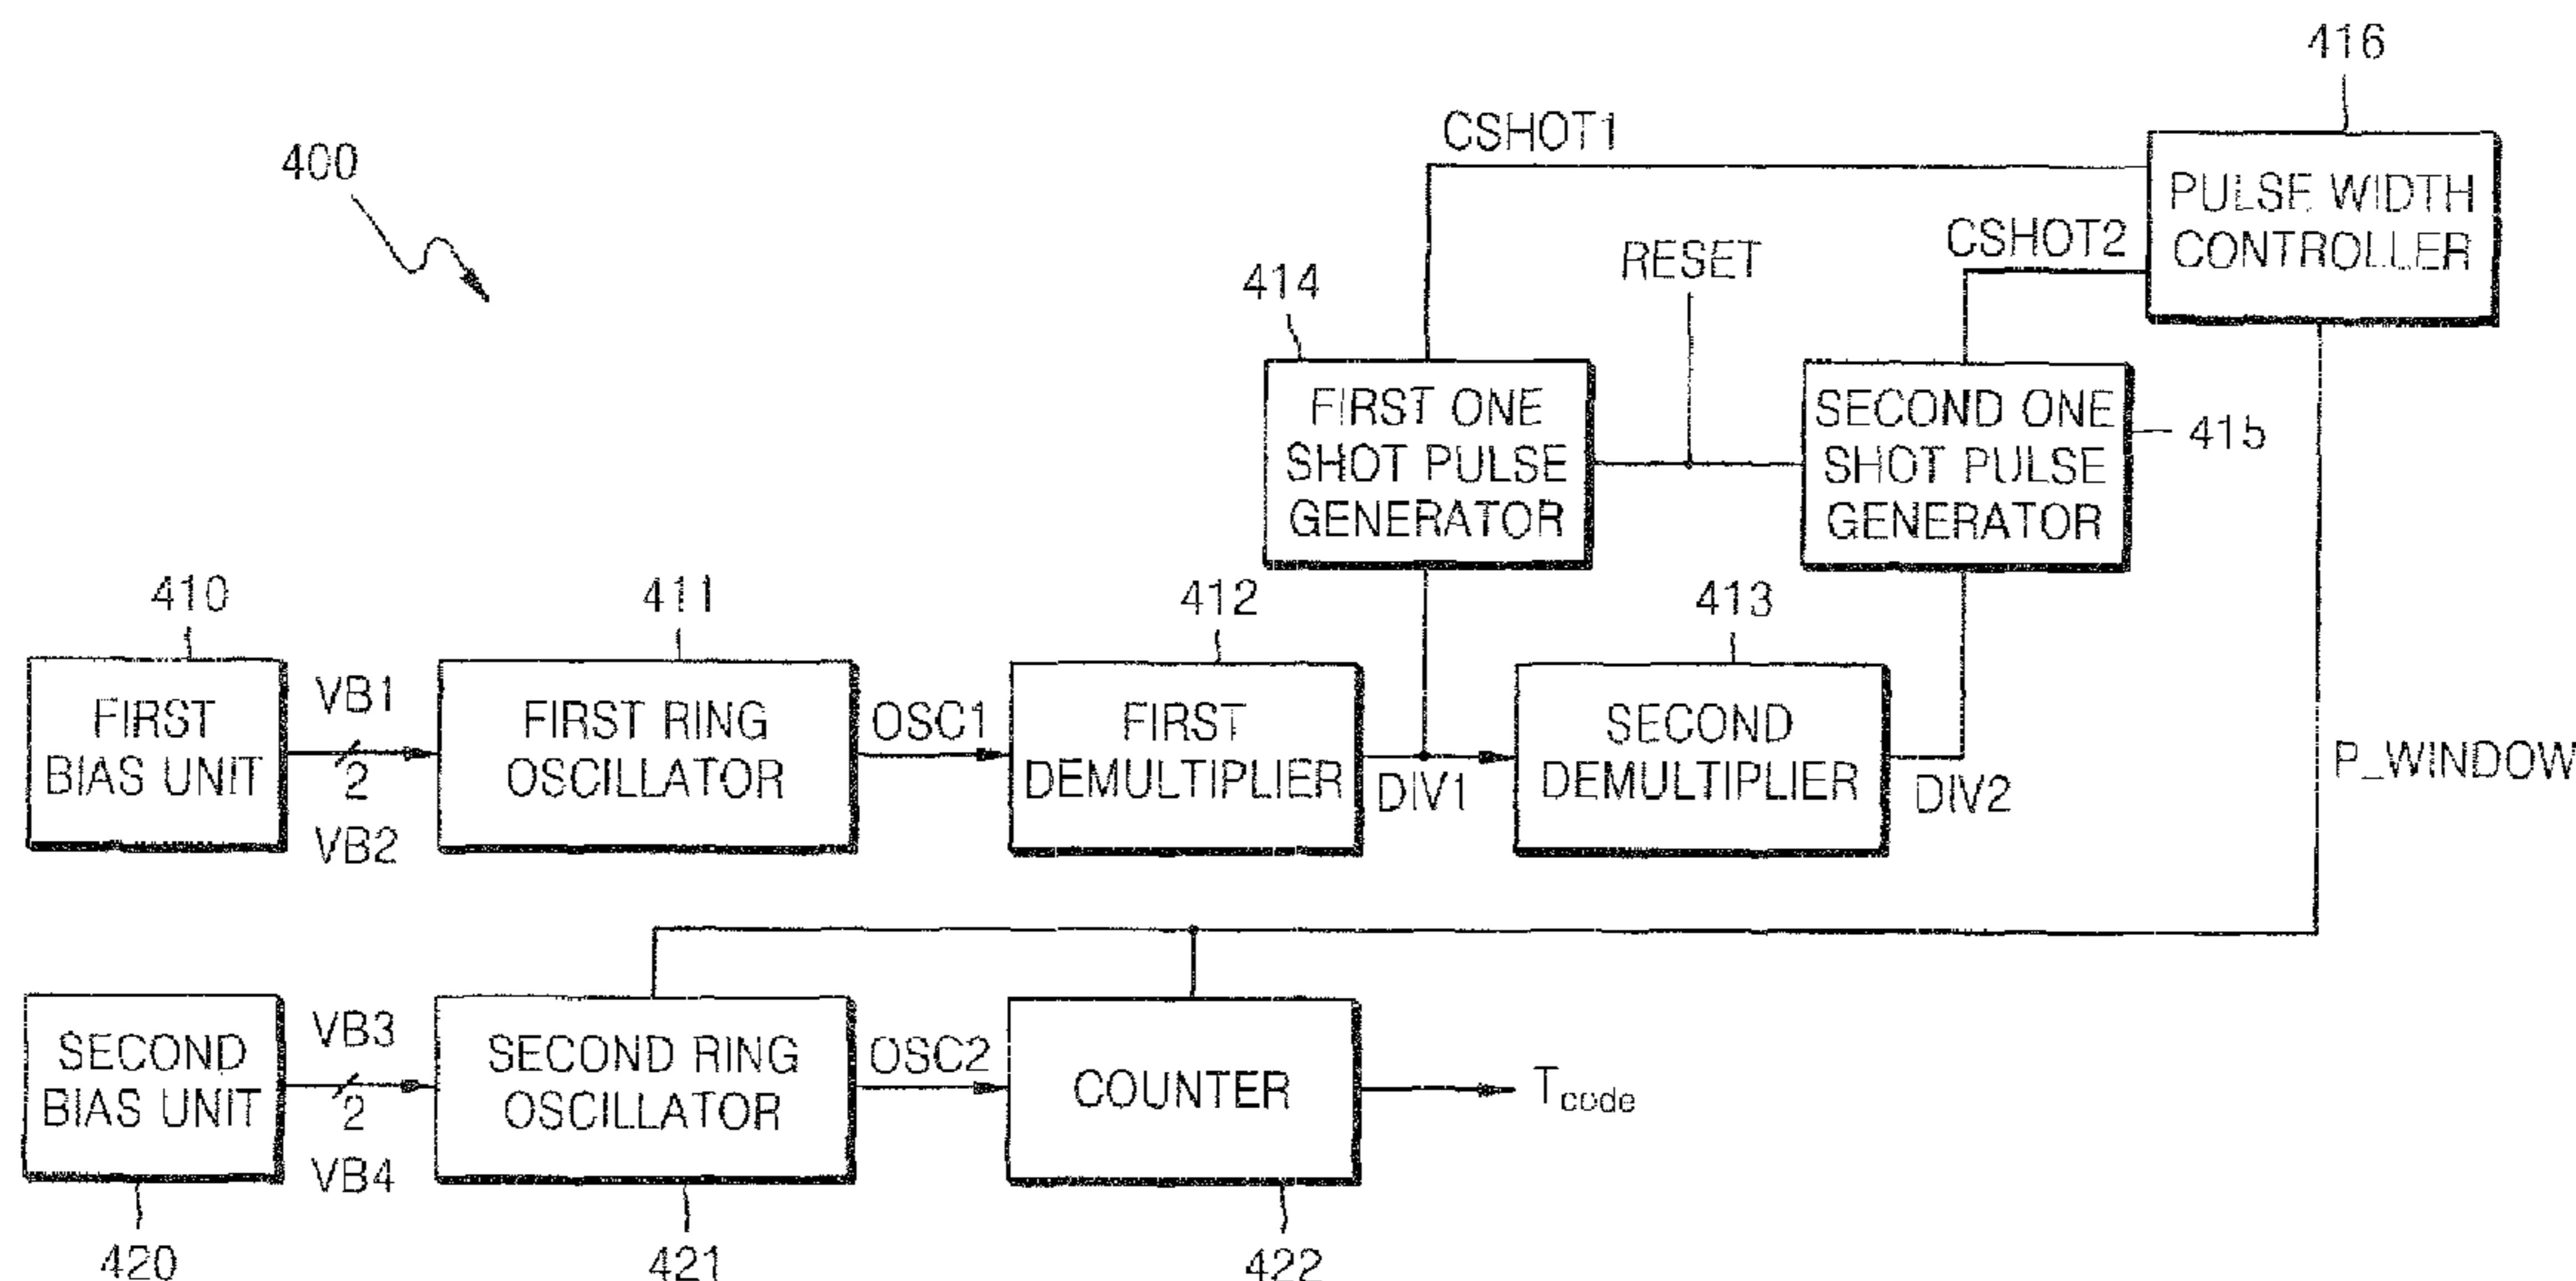 416
CSHOT1
400
PULSE WIDTH
CONTROLLER
CSHOT2
RESET
414
FIRST ONE
SHOT PULSE
GENERATOR
SECOND ONE
SHOT PULSE
GENERATOR
415
410
411
412
413
FIRST
BIAS UNIT
VB1
2
VB2
FIRST RING
OSCILLATOR
OSC1
FIRST
DEMULTIPLIER
DIV1
SECOND
DEMULTIPLIER
DIV2
P_WINDOW
SECOND
BIAS UNIT
VB3
2
VB4
SECOND RING
OSCILLATOR
OSC2
COUNTER
Tcode
420
421
422